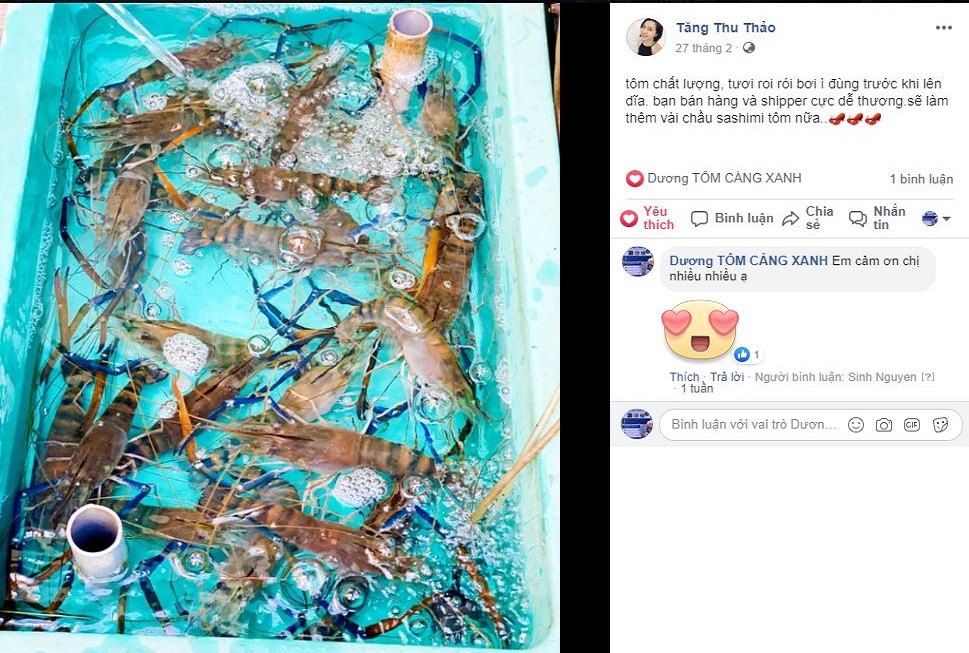 Tăng Thu Thảo
27 tháng 2
tôm chất lượng, tươi roi rói bơi ì đùng trước khi lên
dĩa. bạn bán hàng và shipper cực dễ thương.sẽ làm
thêm vài chầu sashimi tôm nữa..
Dương TÔM CÀNG XANH
1 bình luận
Yêu thích
Bình luận
Chia sẻ
Nhắn tin
Dương TÔM CÀNG XANH Em cảm ơn chị
nhiều nhiều ạ
1
Thích · Trả lời · Người bình luận: Sinh Nguyen [?]
· 1 tuần
Bình luận với vai trò Dươn...
GIF